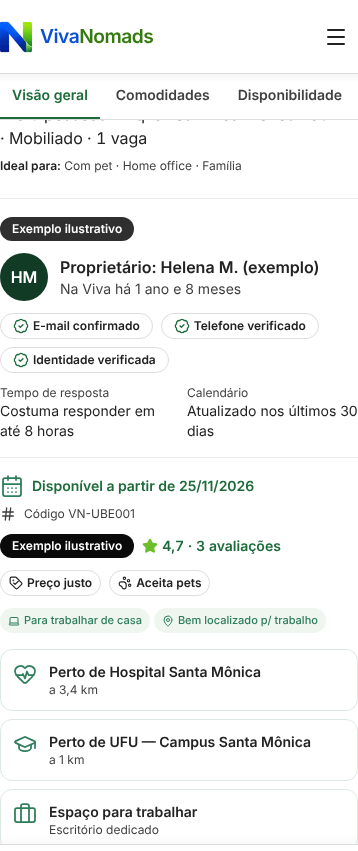 VivaNomads
Visão geral
Comodidades
Disponibilidade
· Mobiliado · 1 vaga
Ideal para: Com pet · Home office · Família
Exemplo ilustrativo
HM
Proprietário: Helena M. (exemplo)
Na Viva há 1 ano e 8 meses
E-mail confirmado
Telefone verificado
Identidade verificada
Tempo de resposta
Costuma responder em
até 8 horas
Calendário
Atualizado nos últimos 30
dias
Disponível a partir de 25/11/2026
# Código VN-UBE001
Exemplo ilustrativo
4,7 · 3 avaliações
Preço justo
Aceita pets
Para trabalhar de casa
Bem localizado p/ trabalho
Perto de Hospital Santa Mônica
a 3,4 km
Perto de UFU — Campus Santa Mônica
a 1 km
Espaço para trabalhar
Escritório dedicado